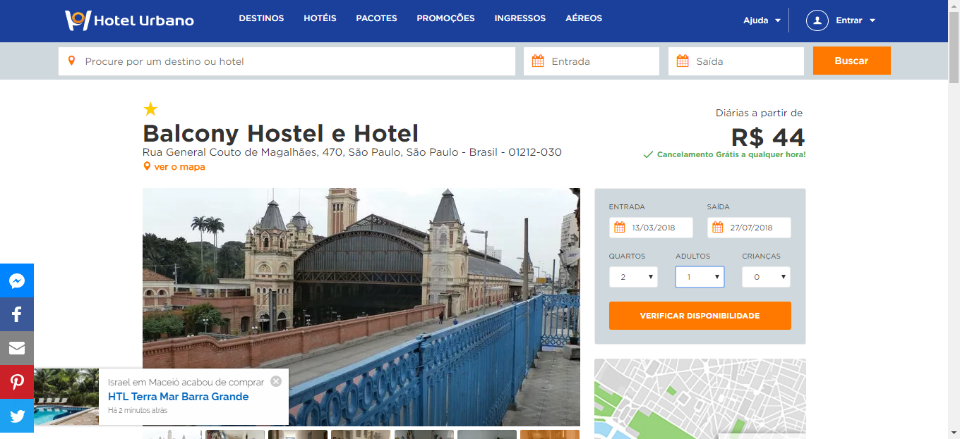 Hotel Urbano
DESTINOS HOTÉIS PACOTES PROMOÇÕES INGRESSOS AÉREOS
Ajuda Entrar
Procure por um destino ou hotel
Entrada
Saída
Buscar
Balcony Hostel e Hotel
Rua General Couto de Magalhães, 470, São Paulo, São Paulo - Brasil - 01212-030
ver o mapa
Diárias a partir de
R$ 44
Cancelamento Grátis a qualquer hora!
ENTRADA SAÍDA
13/03/2018 27/07/2018
QUARTOS ADULTOS CRIANÇAS
2 1 0
VERIFICAR DISPONIBILIDADE
Israel em Maceió acabou de comprar
HTL Terra Mar Barra Grande
Há 2 minutos atrás